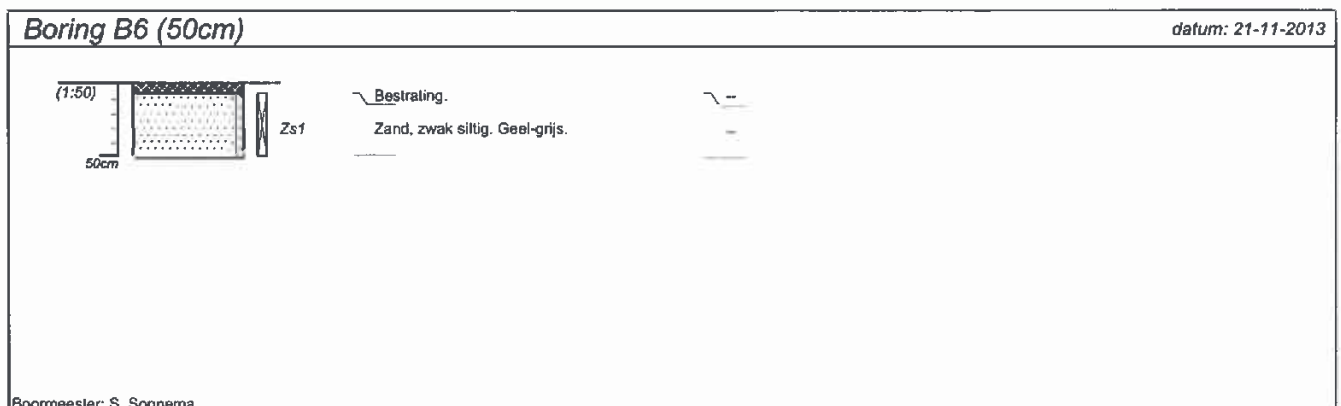 Boring B6 (50cm)
datum: 21-11-2013
(1:50)
Bestrating.
--
Zs1
Zand, zwak siltig. Geel-grijs.
-
50cm
Boormeester: S. Sonnema